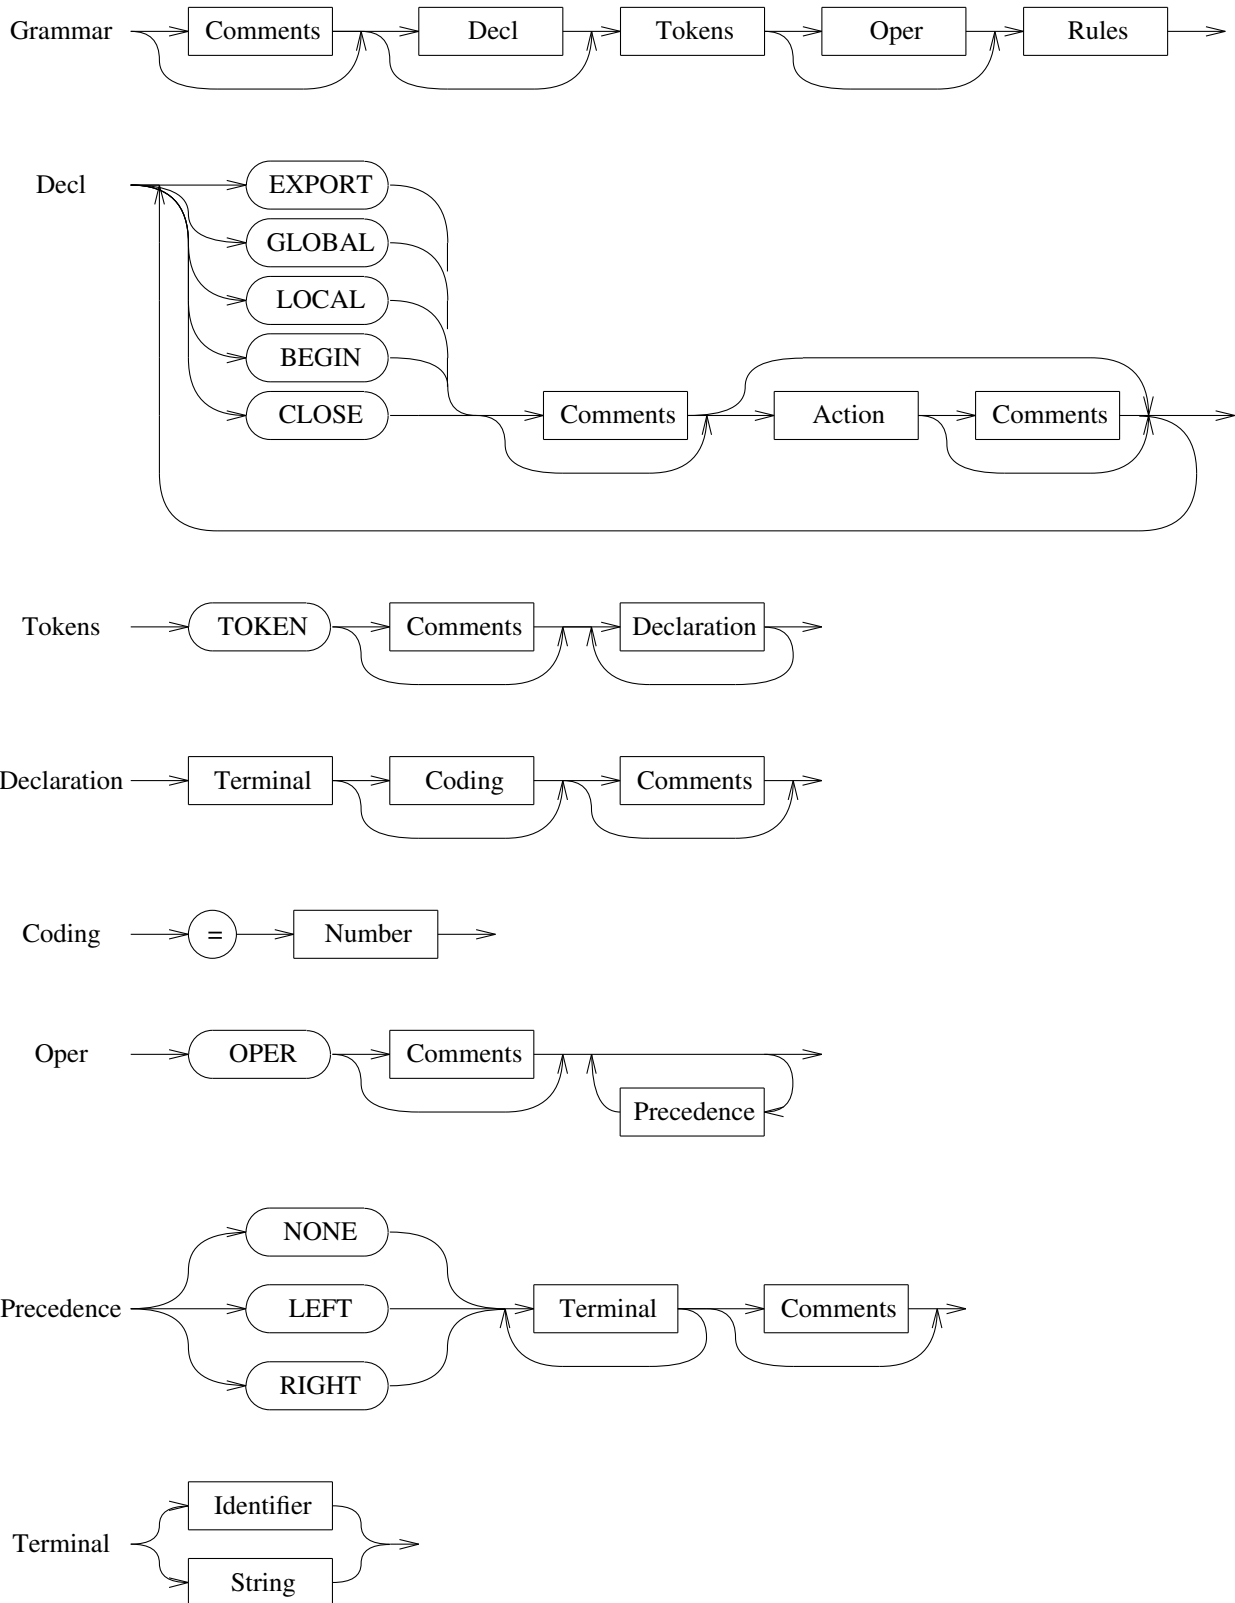 Grammar Comments Decl Tokens Oper Rules
Decl EXPORT
GLOBAL
LOCAL
BEGIN
CLOSE Comments Action Comments
Tokens TOKEN Comments Declaration
Declaration Terminal Coding Comments
Coding = Number
Oper OPER Comments
Precedence
NONE
Precedence LEFT Terminal Comments
RIGHT
Identifier
Terminal
String